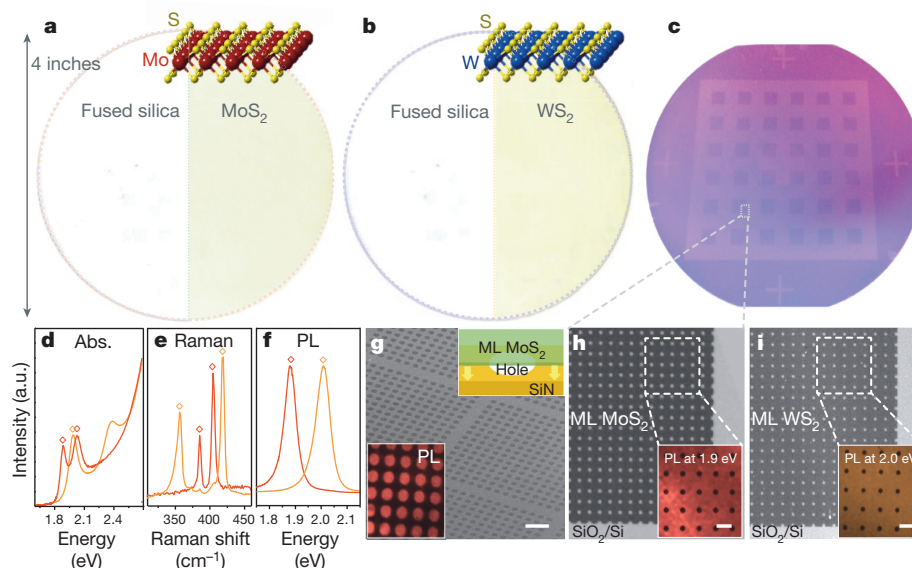 a
S
Mo
4 inches
Fused silica
MoS₂
b
S
W
Fused silica
WS₂
c
d
Abs.
Intensity (a.u.)
1.8 2.1 2.4
Energy
(eV)
e
Raman
350 400 450
Raman shift
(cm⁻¹)
f
PL
1.8 1.9 2.0 2.1
Energy
(eV)
g
ML MoS₂
Hole
SiN
PL
h
ML MoS₂
PL at 1.9 eV
SiO₂/Si
i
ML WS₂
PL at 2.0 eV
SiO₂/Si